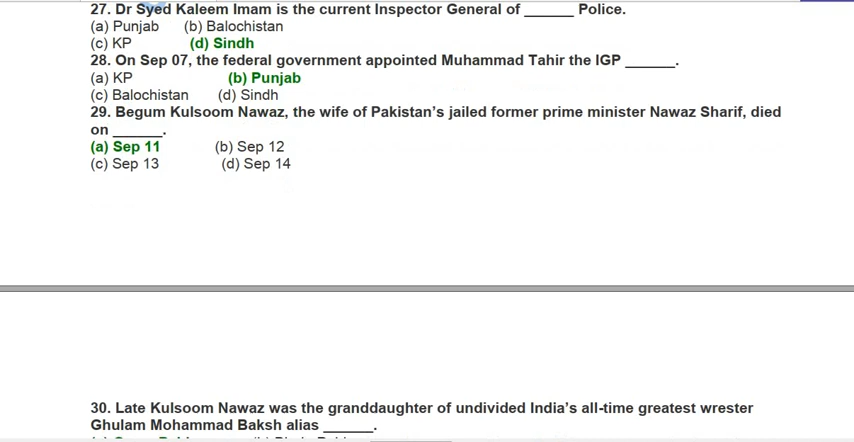 27. Dr Syed Kaleem Imam is the current Inspector General of ______ Police.
(a) Punjab (b) Balochistan
(c) KP (d) Sindh
28. On Sep 07, the federal government appointed Muhammad Tahir the IGP ______.
(a) KP (b) Punjab
(c) Balochistan (d) Sindh
29. Begum Kulsoom Nawaz, the wife of Pakistan's jailed former prime minister Nawaz Sharif, died
on ______.
(a) Sep 11 (b) Sep 12
(c) Sep 13 (d) Sep 14
30. Late Kulsoom Nawaz was the granddaughter of undivided India's all-time greatest wrester
Ghulam Mohammad Baksh alias ______.